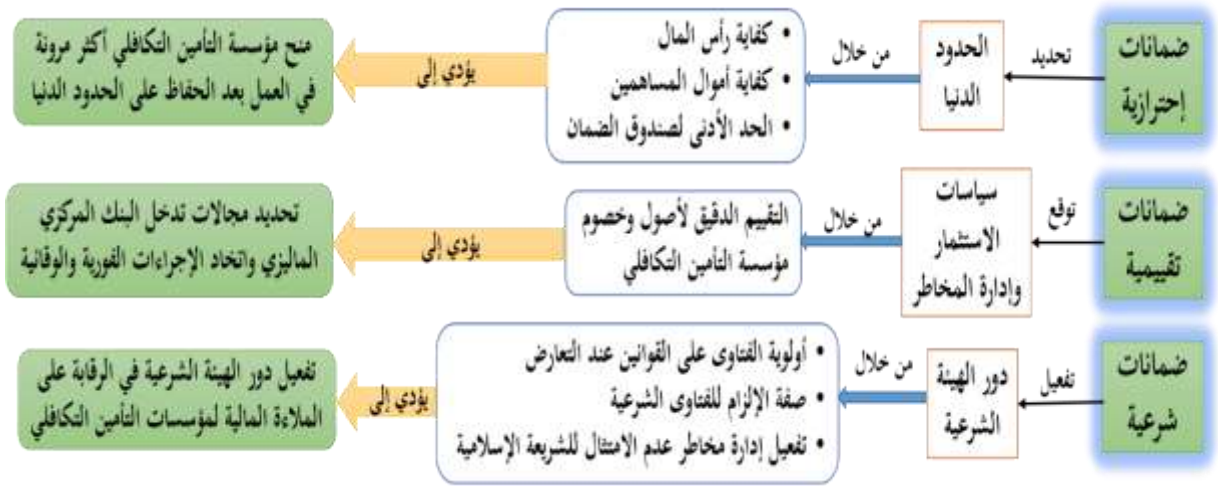 ضمانات
إحترازية
تحديد
الحدود
الدنيا
من خلال
• كفاية رأس المال
• كفاية أموال المساهمين
• الحد الأدنى لصندوق الضمان
يؤدي إلى
منح مؤسسة التأمين التكافلي أكثر مرونة
في العمل بعد الحفاظ على الحدود الدنيا
ضمانات
تقييمية
توقع
سياسات
الاستثمار
وإدارة المخاطر
من خلال
التقييم الدقيق لأصول وخصوم
مؤسسة التأمين التكافلي
يؤدي إلى
تحديد مجالات تدخل البنك المركزي
الماليزي واتخاد الإجراءات الفورية والوقائية
ضمانات
شرعية
تفعيل
دور الهيئة
الشرعية
من خلال
• أولوية الفتاوى على القوانين عند التعارض
• صفة الإلزام للفتاوى الشرعية
• تفعيل إدارة مخاطر عدم الامتثال للشريعة الإسلامية
يؤدي إلى
تفعيل دور الهيئة الشرعية في الرقابة على
الملاءة المالية لمؤسسات التأمين التكافلي